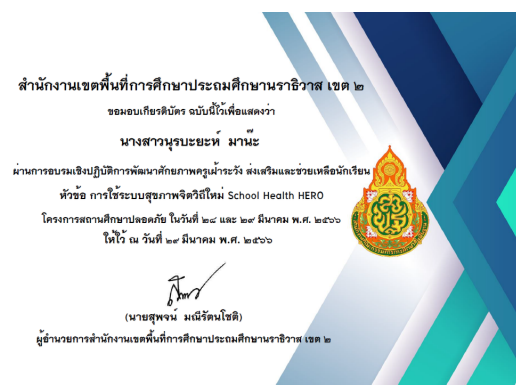 สำนักงานเขตพื้นที่การศึกษาประถมศึกษานราธิวาส เขต ๒
ขอมอบเกียรติบัตร ฉบับนี้ไว้เพื่อแสดงว่า
นางสาวนุรบะยะห์ มาน๊ะ
ผ่านการอบรมเชิงปฏิบัติการพัฒนาศักยภาพครูเฝ้าระวัง ส่งเสริมและช่วยเหลือนักเรียน
หัวข้อ การใช้ระบบสุขภาพจิตวิถีใหม่ School Health HERO
โครงการสถานศึกษาปลอดภัย ในวันที่ ๒๘ และ ๒๙ มีนาคม พ.ศ. ๒๕๖๖
ให้ไว้ ณ วันที่ ๒๙ มีนาคม พ.ศ. ๒๕๖๖
(นายสุพจน์ มณีรัตนโชติ)
ผู้อำนวยการสำนักงานเขตพื้นที่การศึกษาประถมศึกษานราธิวาส เขต ๒